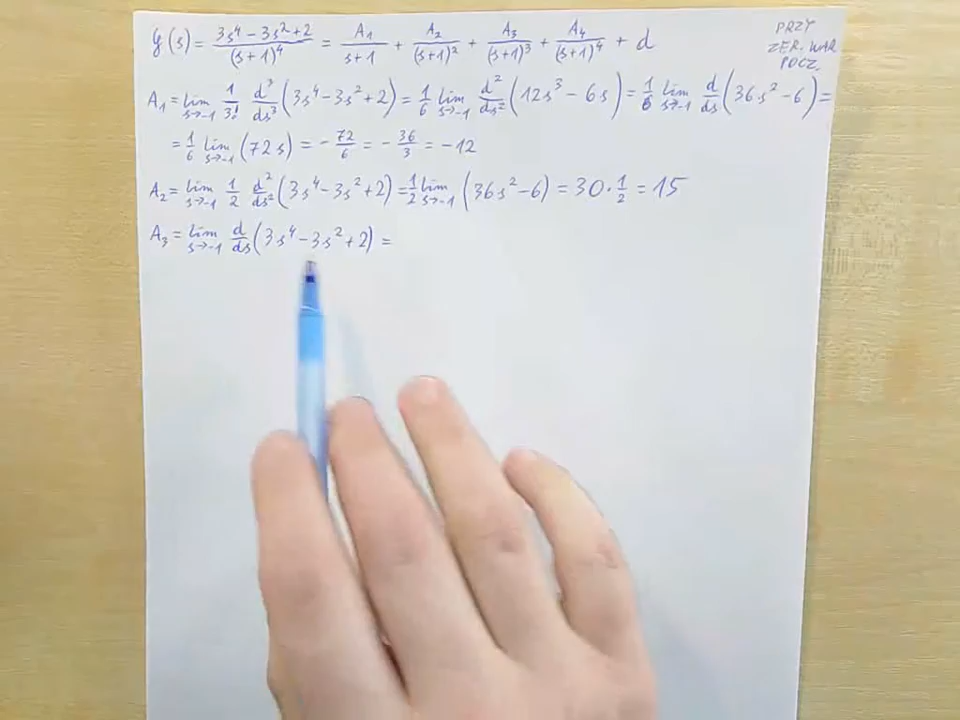 g(s) = (3s⁴ - 3s² + 2)/(s+1)⁴ = A₁/(s+1) + A₂/(s+1)² + A₃/(s+1)³ + A₄/(s+1)⁴ + d
PRZY
ZER. WAR
POCZ.
A₁ = lim s→-1 1/3! d³/ds³ (3s⁴ - 3s² + 2) = 1/6 lim s→-1 d²/ds² (12s³ - 6s) = 1/6 lim s→-1 d/ds (36s² - 6) =
= 1/6 lim s→-1 (72s) = -72/6 = -36/3 = -12
A₂ = lim s→-1 1/2 d²/ds² (3s⁴ - 3s² + 2) = 1/2 lim s→-1 (36s² - 6) = 30 · 1/2 = 15
A₃ = lim s→-1 d/ds (3s⁴ - 3s² + 2) =